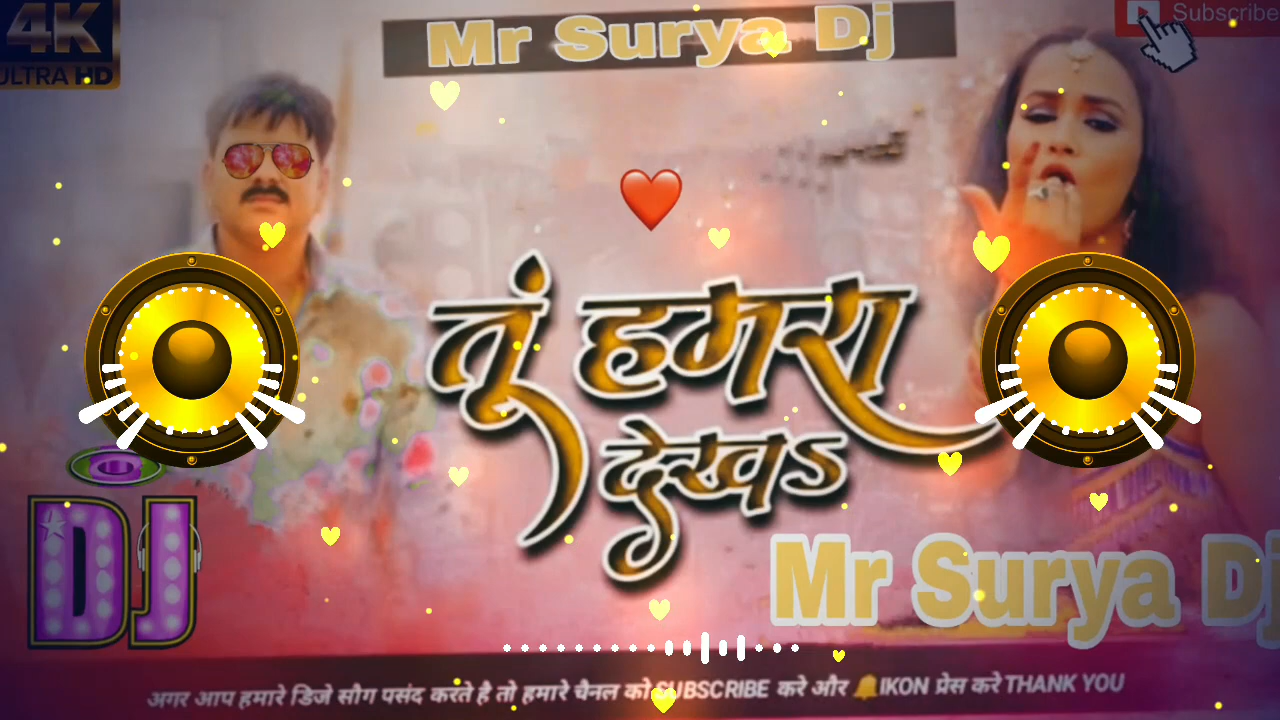 4K
ULTRA HD
Mr Surya Dj
Subscribe
तूं हमरा
देखऽ
DJ
Mr Surya Dj
अगर आप हमारे डिजे सौग पसंद करते है तो हमारे चैनल को SUBSCRIBE करे और 🔔IKON प्रेस करे THANK YOU